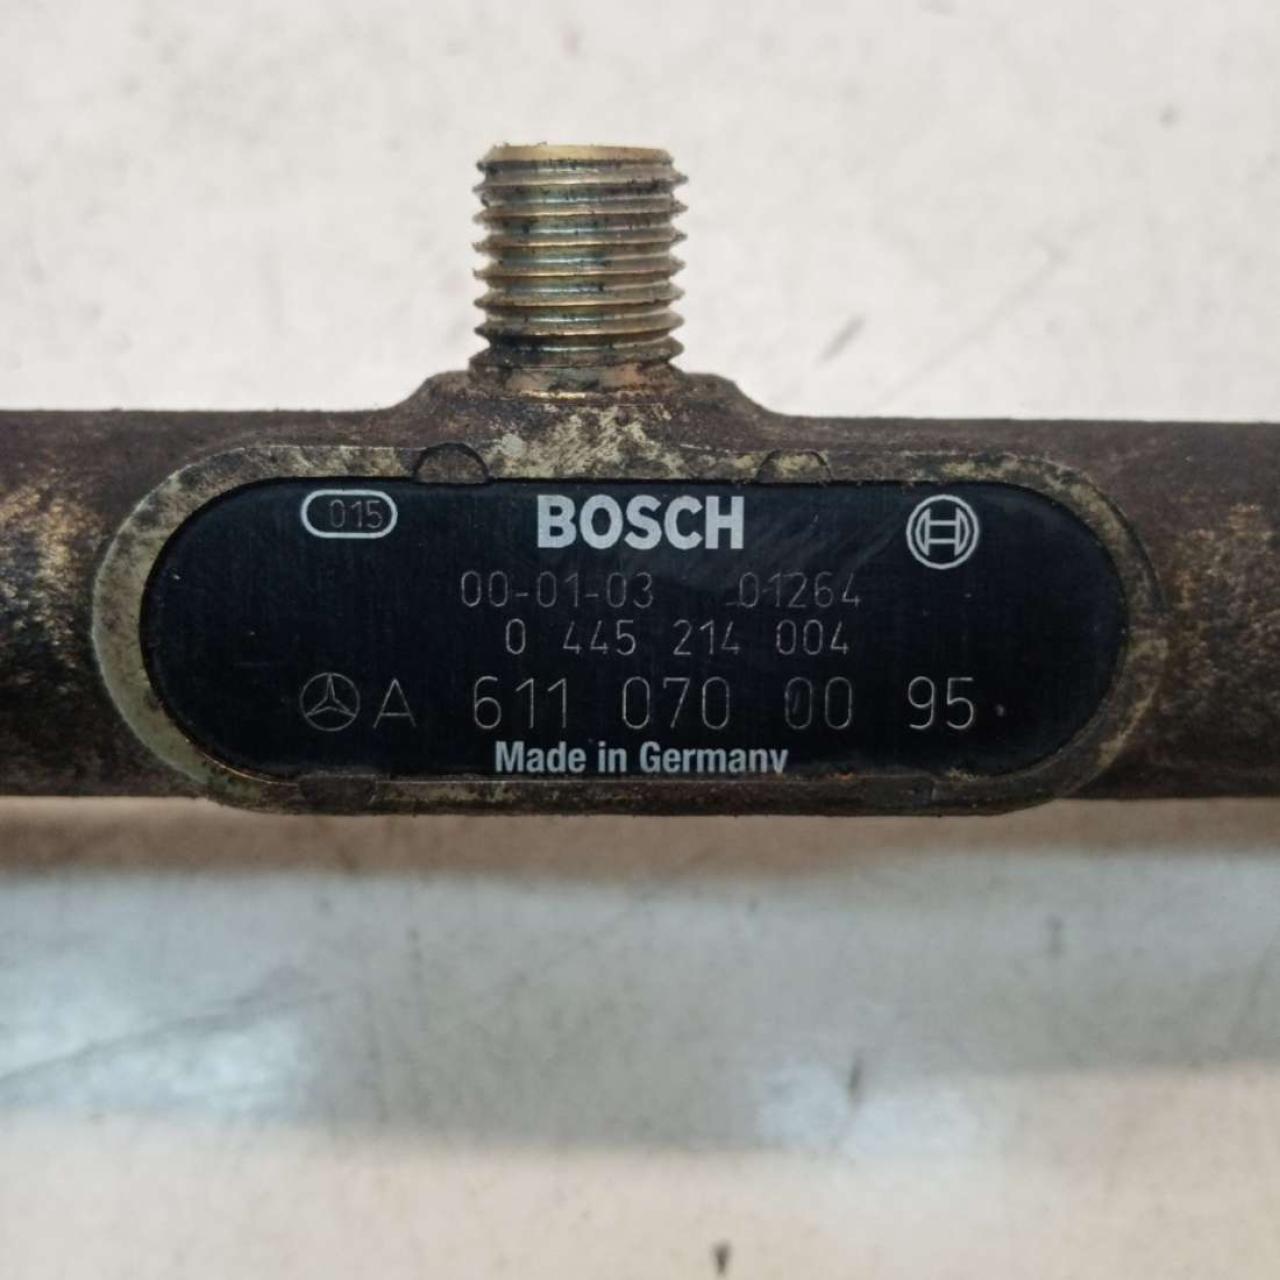 015 BOSCH
00-01-03 01264
0 445 214 004
A 611 070 00 95
Made in Germany